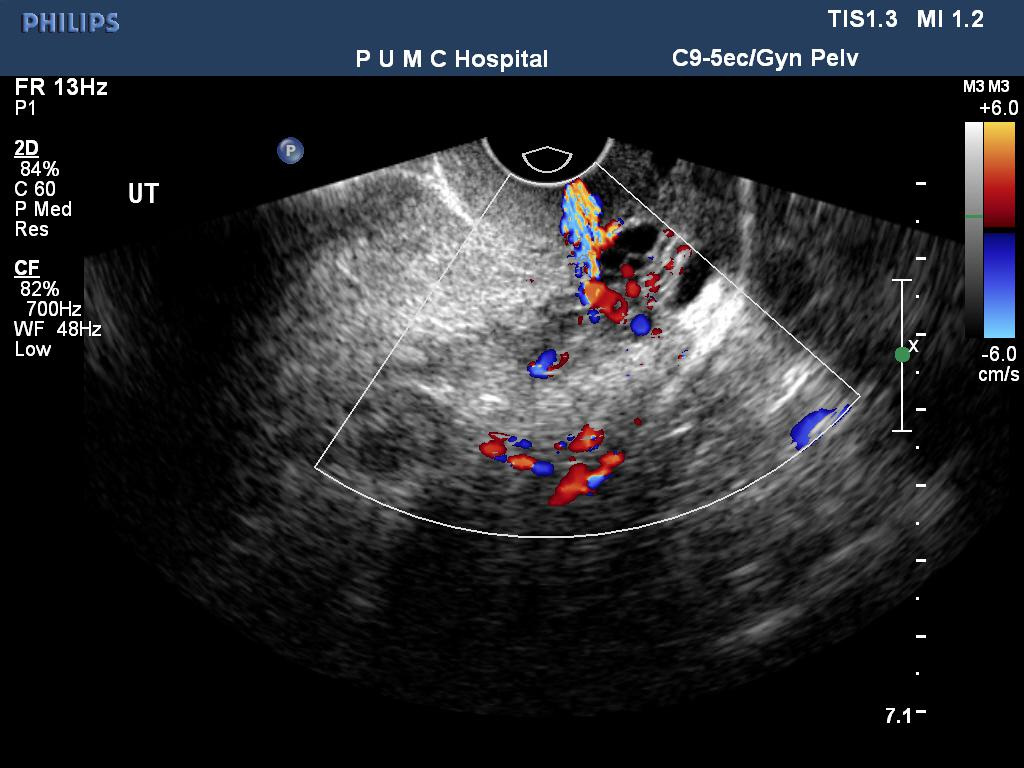 PHILIPS
TIS1.3 MI 1.2
P U M C Hospital
C9-5ec/Gyn Pelv
FR 13Hz
P1
2D
84%
C 60
P Med
Res
CF
82%
700Hz
WF 48Hz
Low
P
UT
M3 M3
+6.0
-6.0
cm/s
X
7.1